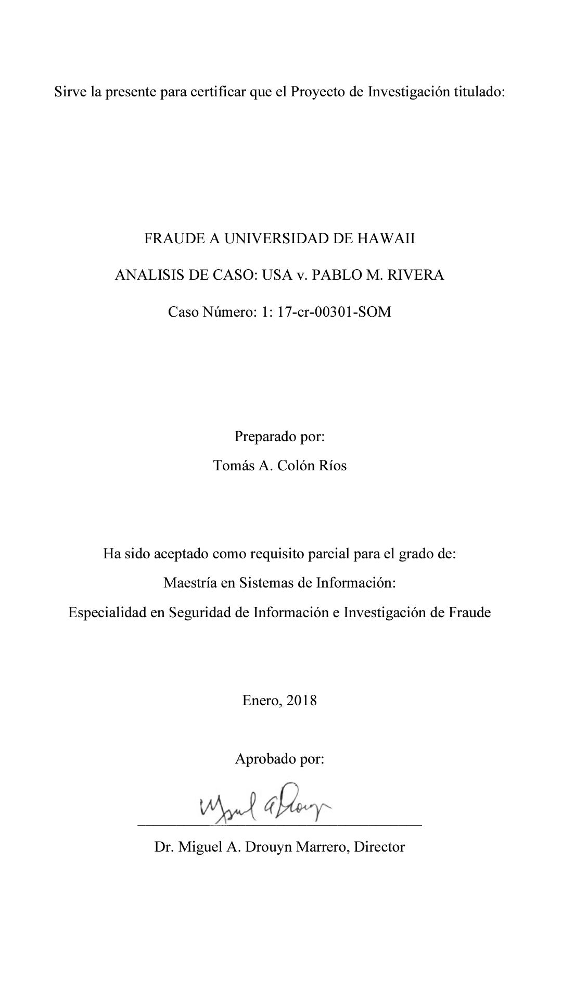 Sirve la presente para certificar que el Proyecto de Investigación titulado:
FRAUDE A UNIVERSIDAD DE HAWAII
ANALISIS DE CASO: USA v. PABLO M. RIVERA
Caso Número: 1: 17-cr-00301-SOM
Preparado por:
Tomás A. Colón Ríos
Ha sido aceptado como requisito parcial para el grado de:
Maestría en Sistemas de Información:
Especialidad en Seguridad de Información e Investigación de Fraude
Enero, 2018
Aprobado por:
Dr. Miguel A. Drouyn Marrero, Director